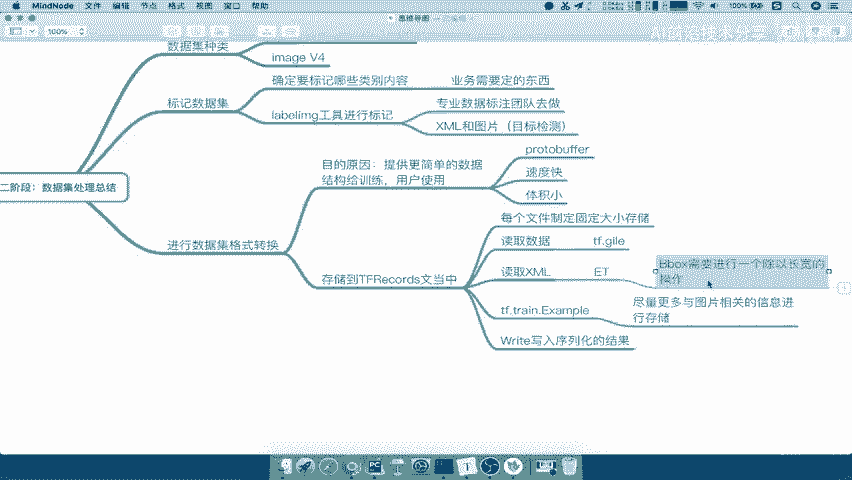 MindNode 文件 编辑 节点 格式 视图 窗口 帮助
100%
思维导图
100%
数据集种类
image V4
标记数据集
确定要标记哪些类别内容
业务需要定的东西
labelimg工具进行标记
专业数据标注团队去做
XML和图片（目标检测）
二阶段：数据集处理总结
进行数据集格式转换
目的原因：提供更简单的数据
结构给训练，用户使用
protobuffer
速度快
体积小
存储到TFRecords文当中
每个文件制定固定大小存储
读取数据
tf.gile
读取XML
ET
Bbox需要进行一个除以长宽的
操作
tf.train.Example
尽量更多与图片相关的信息进
行存储
Write写入序列化的结果